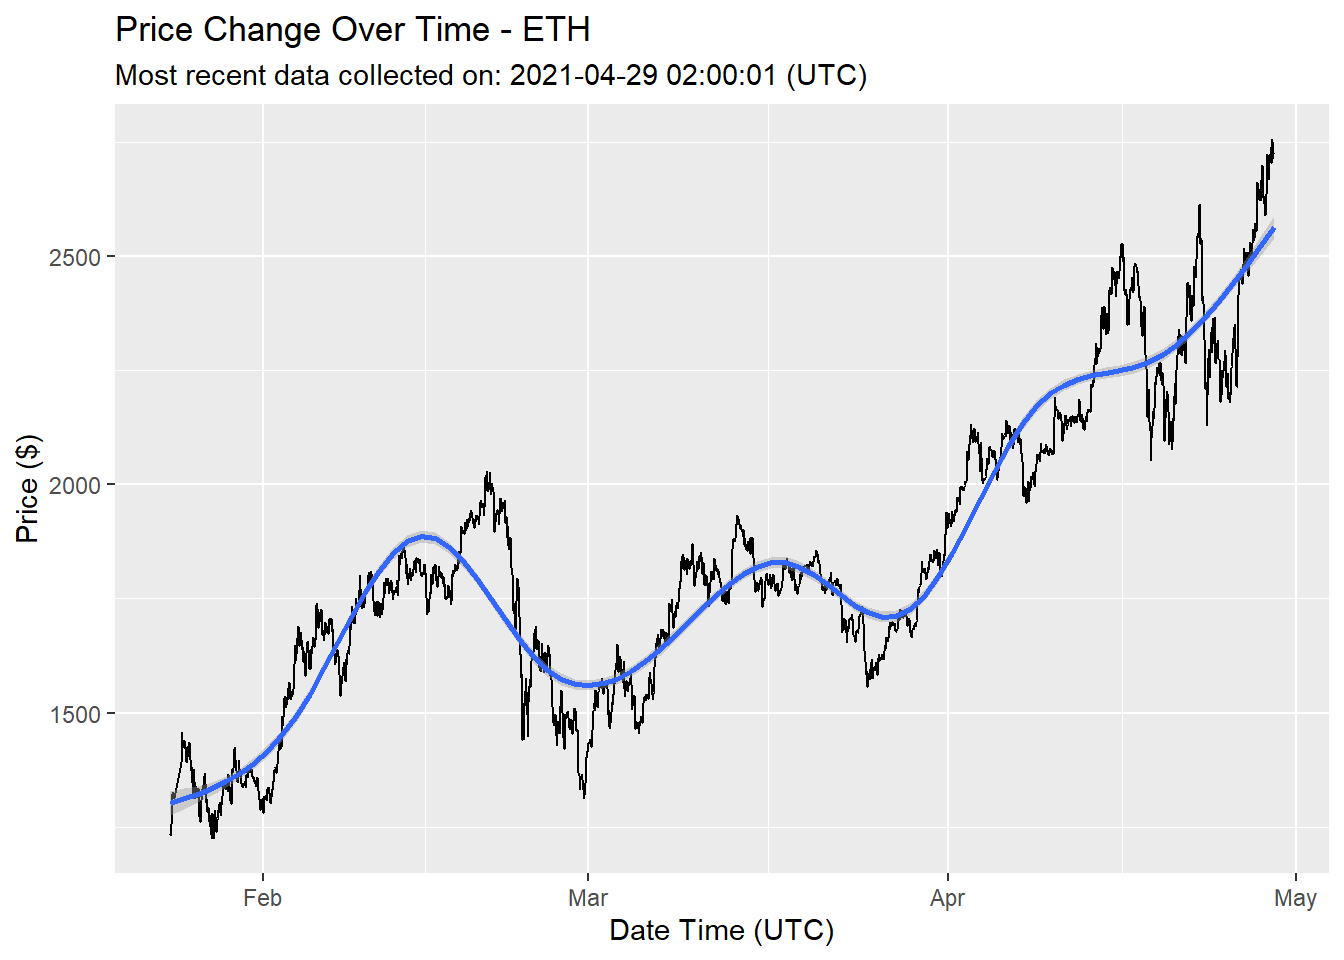 Price Change Over Time - ETH
Most recent data collected on: 2021-04-29 02:00:01 (UTC)
Price ($)
2500
2000
1500
Feb
Mar
Apr
May
Date Time (UTC)